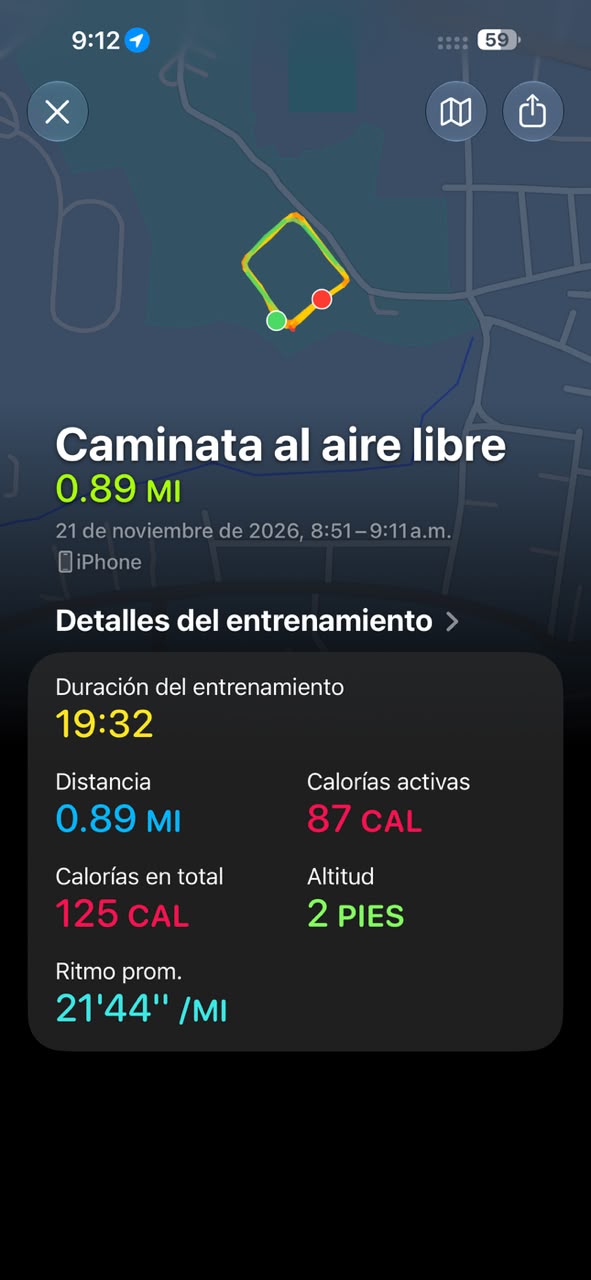 9:12
59
Caminata al aire libre
0.89 MI
21 de noviembre de 2026, 8:51–9:11a.m.
iPhone
Detalles del entrenamiento
Duración del entrenamiento
19:32
Distancia Calorías activas
0.89 MI 87 CAL
Calorías en total Altitud
125 CAL 2 PIES
Ritmo prom.
21'44'' /MI